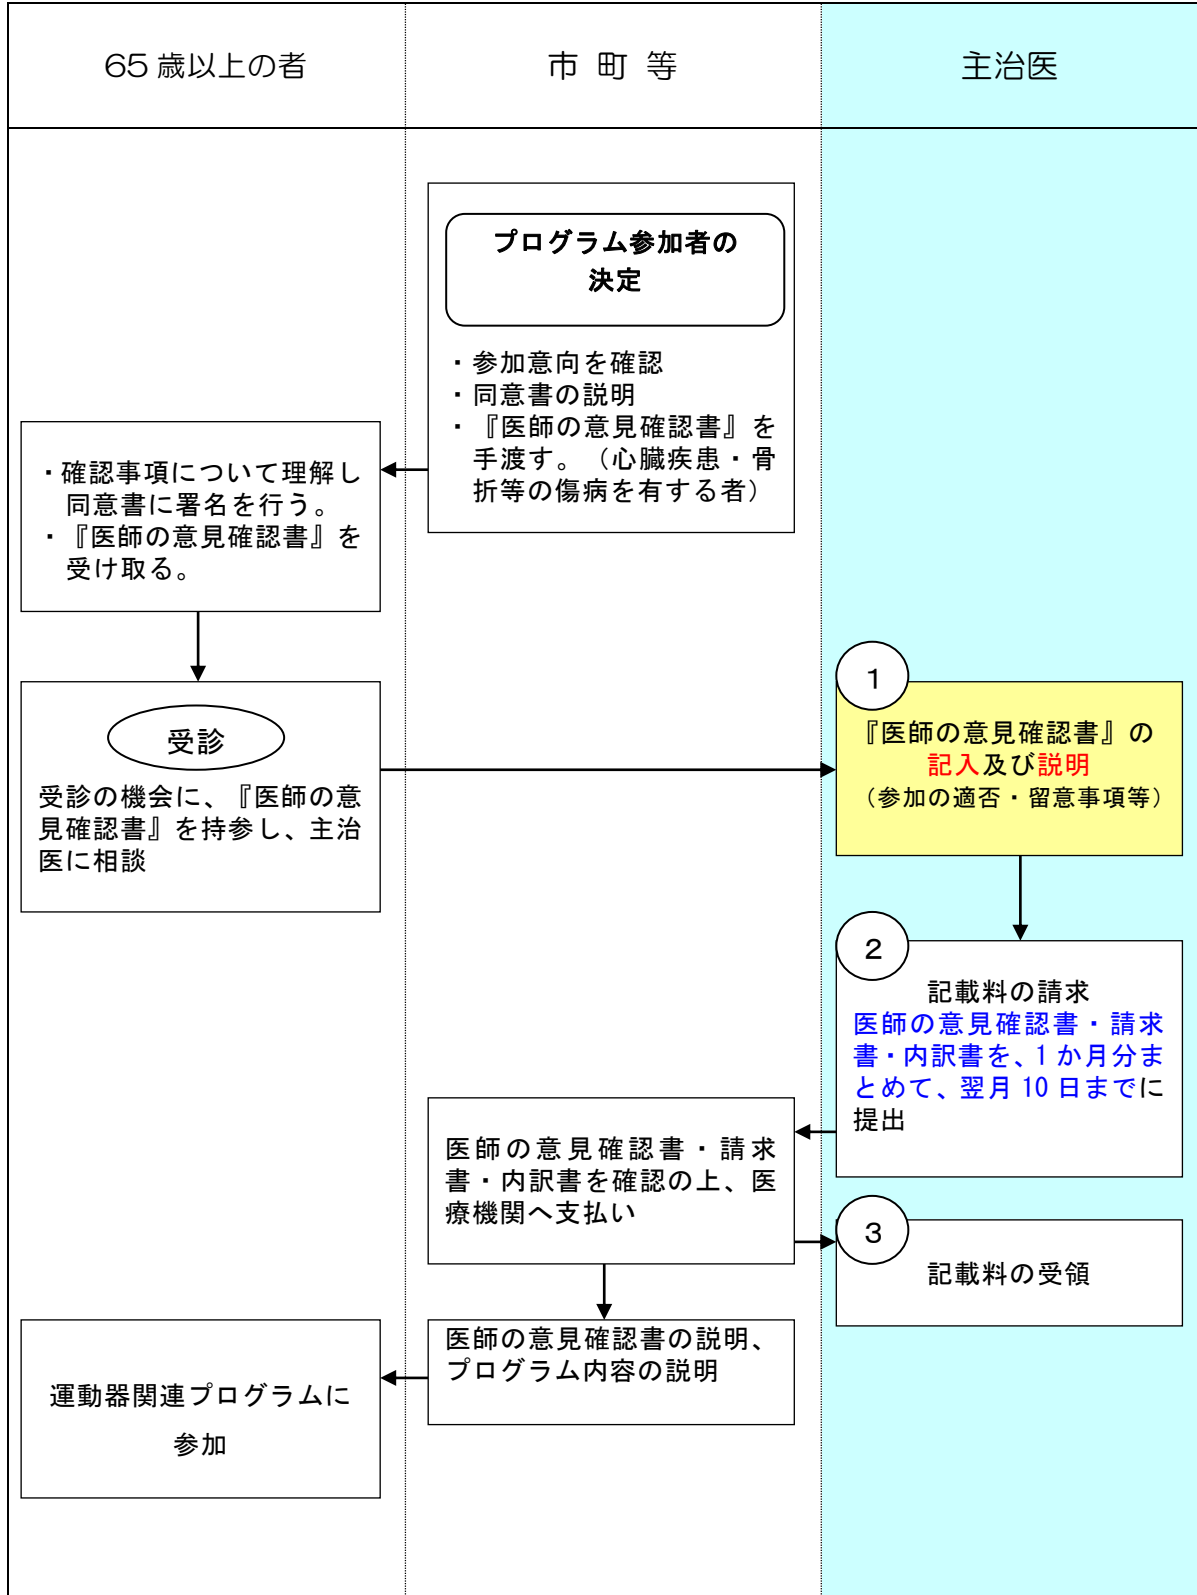 65歳以上の者
市 町 等
主治医
プログラム参加者の
決定
・参加意向を確認
・同意書の説明
・『医師の意見確認書』を
手渡す。（心臓疾患・骨
折等の傷病を有する者）
・確認事項について理解し
同意書に署名を行う。
・『医師の意見確認書』を
受け取る。
受診
受診の機会に、『医師の意
見確認書』を持参し、主治
医に相談
1
『医師の意見確認書』の
記入及び説明
（参加の適否・留意事項等）
2
記載料の請求
医師の意見確認書・請求
書・内訳書を、1か月分ま
とめて、翌月10日までに
提出
医師の意見確認書・請求
書・内訳書を確認の上、医
療機関へ支払い
3
記載料の受領
医師の意見確認書の説明、
プログラム内容の説明
運動器関連プログラムに
参加